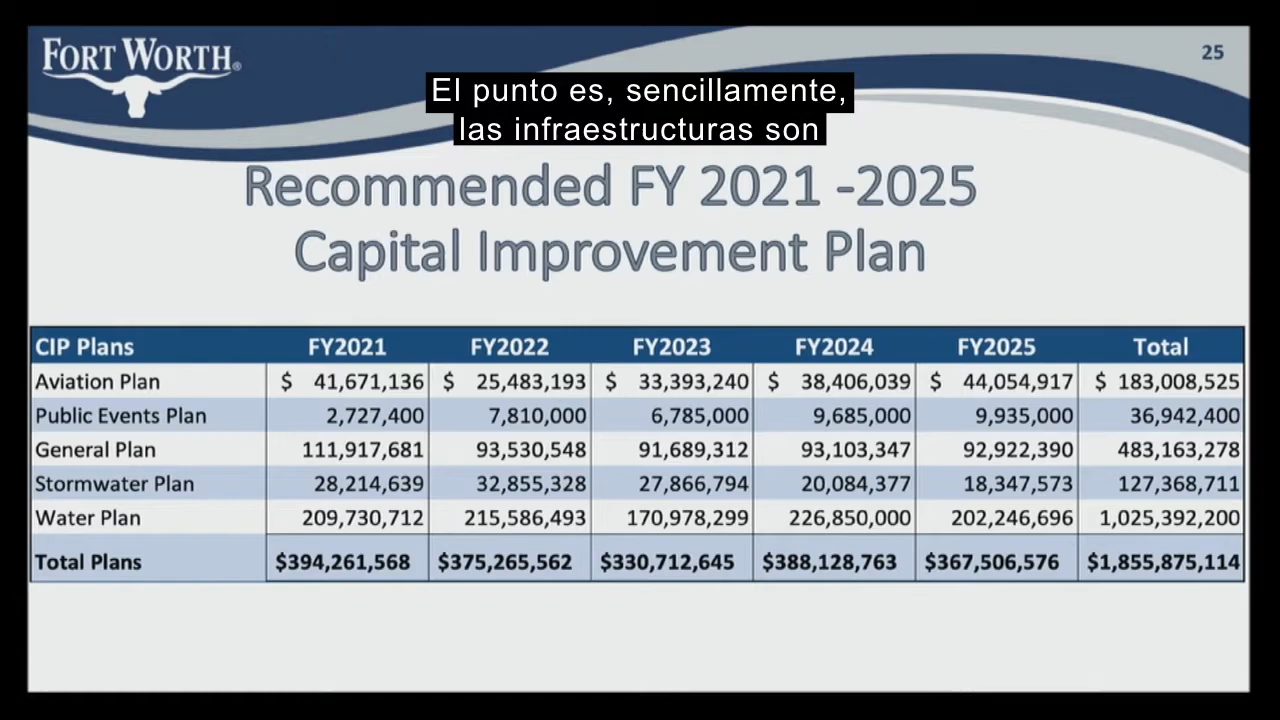 FORT WORTH®
25
El punto es, sencillamente,
las infraestructuras son
Recommended FY 2021 -2025
Capital Improvement Plan
CIP Plans FY2021 FY2022 FY2023 FY2024 FY2025 Total
Aviation Plan $ 41,671,136 $ 25,483,193 $ 33,393,240 $ 38,406,039 $ 44,054,917 $ 183,008,525
Public Events Plan 2,727,400 7,810,000 6,785,000 9,685,000 9,935,000 36,942,400
General Plan 111,917,681 93,530,548 91,689,312 93,103,347 92,922,390 483,163,278
Stormwater Plan 28,214,639 32,855,328 27,866,794 20,084,377 18,347,573 127,368,711
Water Plan 209,730,712 215,586,493 170,978,299 226,850,000 202,246,696 1,025,392,200
Total Plans $394,261,568 $375,265,562 $330,712,645 $388,128,763 $367,506,576 $1,855,875,114